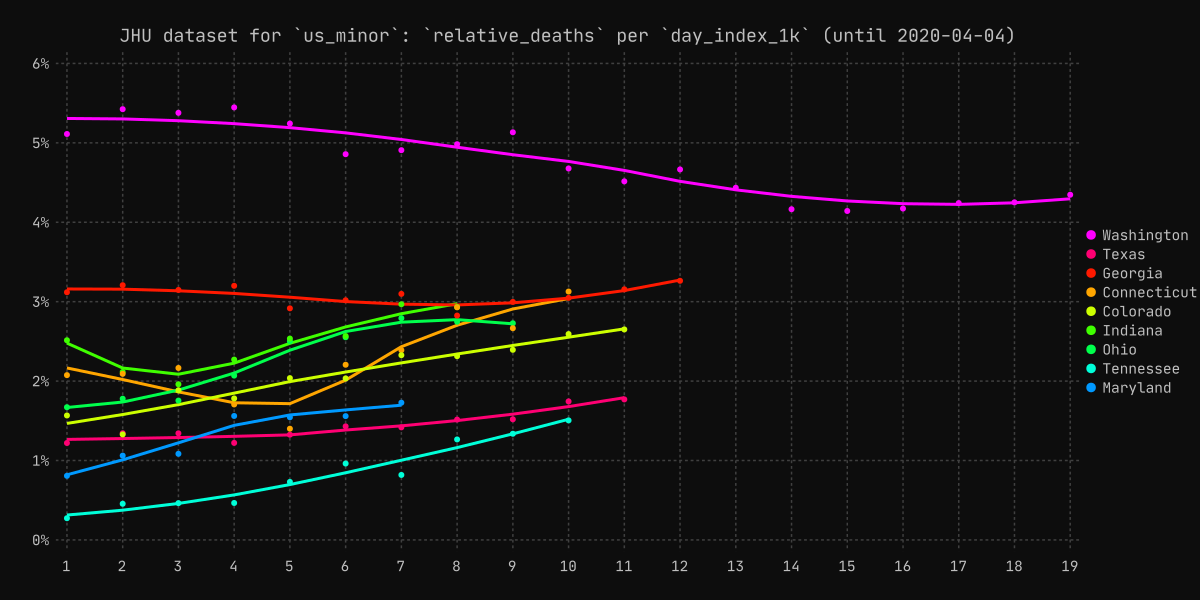 JHU dataset for `us_minor`: `relative_deaths` per `day_index_1k` (until 2020-04-04)
6%
5%
4%
3%
2%
1%
0%
1 2 3 4 5 6 7 8 9 10 11 12 13 14 15 16 17 18 19
Washington
Texas
Georgia
Connecticut
Colorado
Indiana
Ohio
Tennessee
Maryland